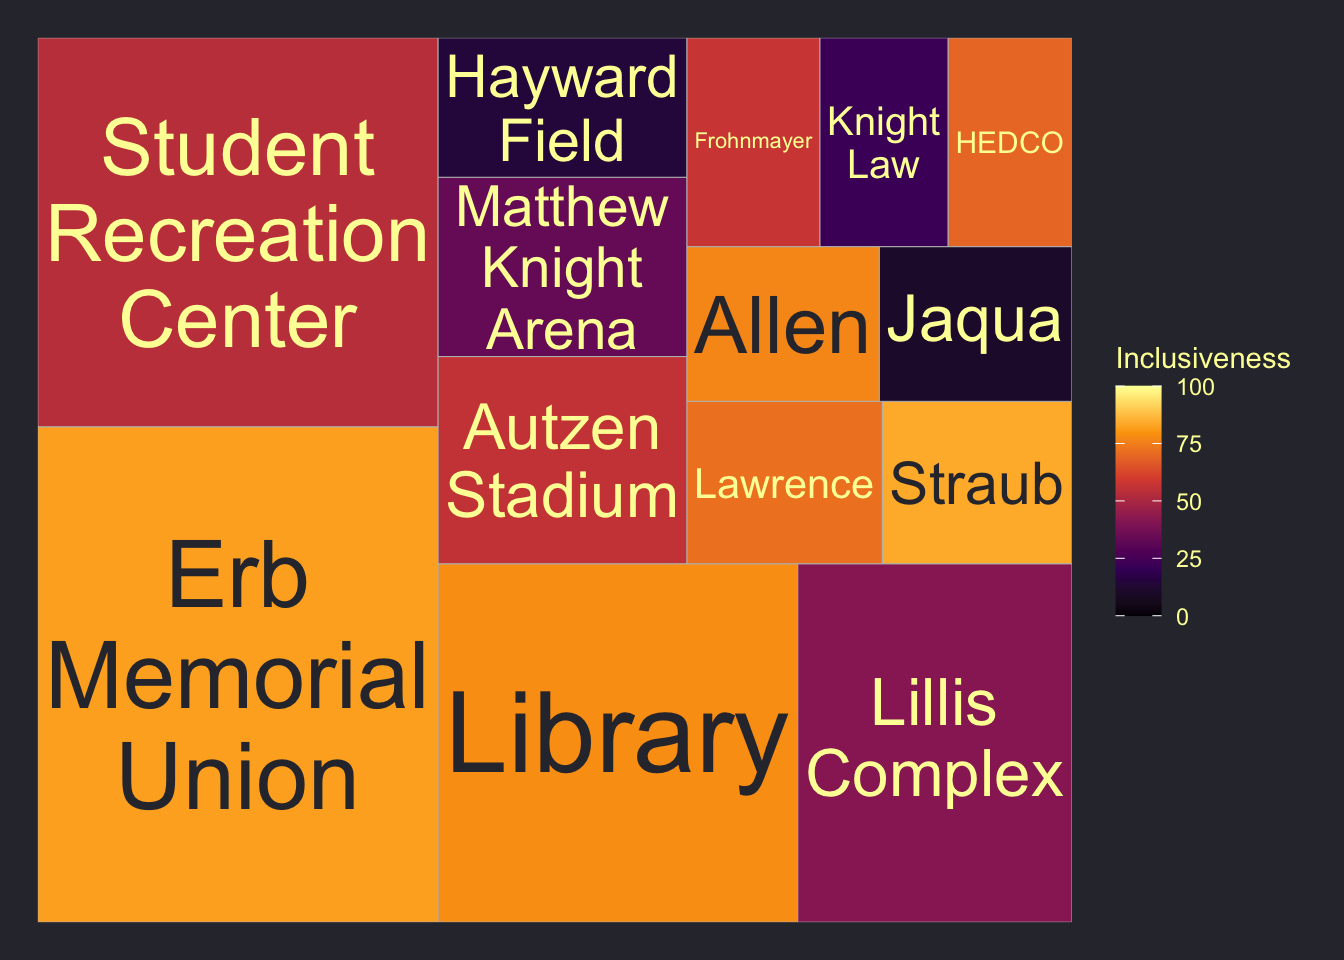 Student
Recreation
Center
Erb
Memorial
Union
Hayward
Field
Matthew
Knight
Arena
Autzen
Stadium
Library
Lillis
Complex
Frohnmayer
Knight
Law
HEDCO
Allen
Jaqua
Lawrence
Straub
Inclusiveness
100
75
50
25
0